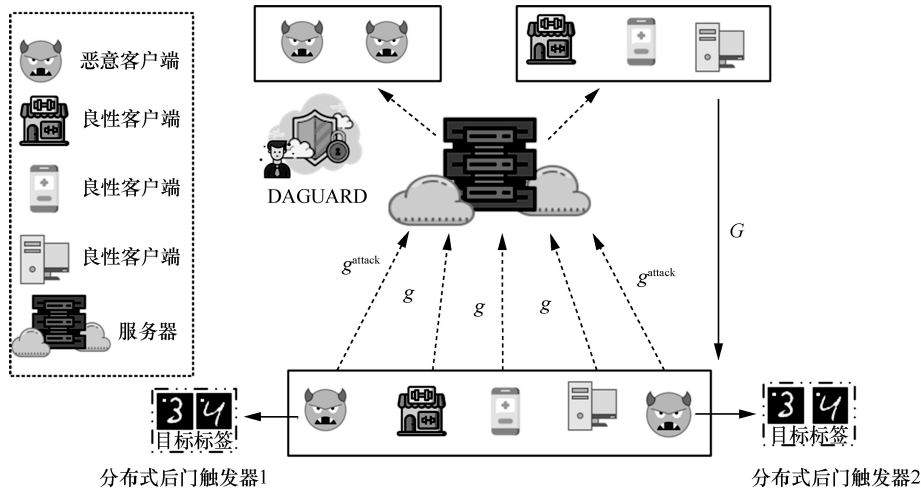 恶意客户端
良性客户端
良性客户端
良性客户端
服务器
DAGUARD
G
g^attack
g
g
g
g^attack
3 4
目标标签
分布式后门触发器1
3 4
目标标签
分布式后门触发器2